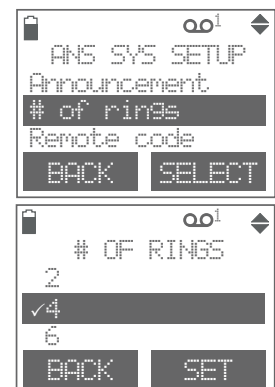 1
ANS SYS SETUP
Announcement
# of rings
Remote code
BACK SELECT
1
# OF RINGS
2
✓4
6
BACK SET